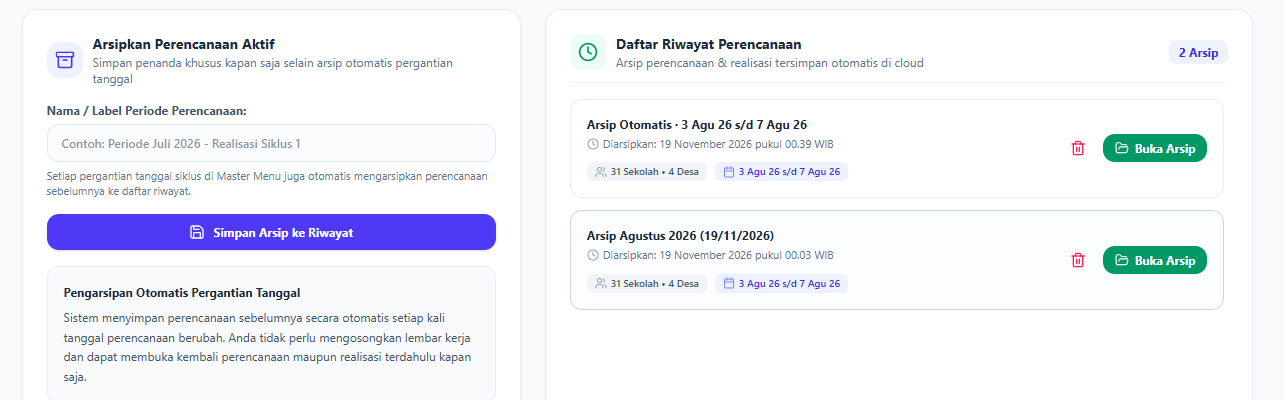 Arsipkan Perencanaan Aktif
Simpan penanda khusus kapan saja selain arsip otomatis pergantian
tanggal
Nama / Label Periode Perencanaan:
Contoh: Periode Juli 2026 - Realisasi Siklus 1
Setiap pergantian tanggal siklus di Master Menu juga otomatis mengarsipkan perencanaan
sebelumnya ke daftar riwayat.
Simpan Arsip ke Riwayat
Pengarsipan Otomatis Pergantian Tanggal
Sistem menyimpan perencanaan sebelumnya secara otomatis setiap kali
tanggal perencanaan berubah. Anda tidak perlu mengosongkan lembar kerja
dan dapat membuka kembali perencanaan maupun realisasi terdahulu kapan
saja.
Daftar Riwayat Perencanaan
Arsip perencanaan & realisasi tersimpan otomatis di cloud
2 Arsip
Arsip Otomatis · 3 Agu 26 s/d 7 Agu 26
Diarsipkan: 19 November 2026 pukul 00.39 WIB
31 Sekolah • 4 Desa
3 Agu 26 s/d 7 Agu 26
Buka Arsip
Arsip Agustus 2026 (19/11/2026)
Diarsipkan: 19 November 2026 pukul 00.03 WIB
31 Sekolah • 4 Desa
3 Agu 26 s/d 7 Agu 26
Buka Arsip